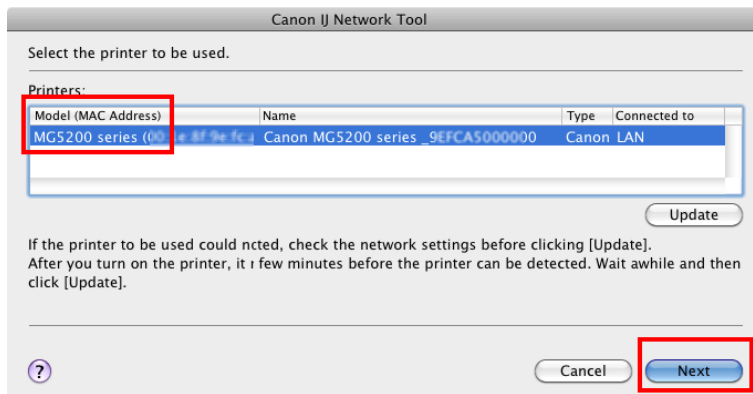 Canon IJ Network Tool
Select the printer to be used.
Printers:
Model (MAC Address) Name Type Connected to
MG5200 series ( Canon MG5200 series _9EFCA5000000 Canon LAN
Update
If the printer to be used could ncted, check the network settings before clicking [Update].
After you turn on the printer, it r few minutes before the printer can be detected. Wait awhile and then
click [Update].
? Cancel Next